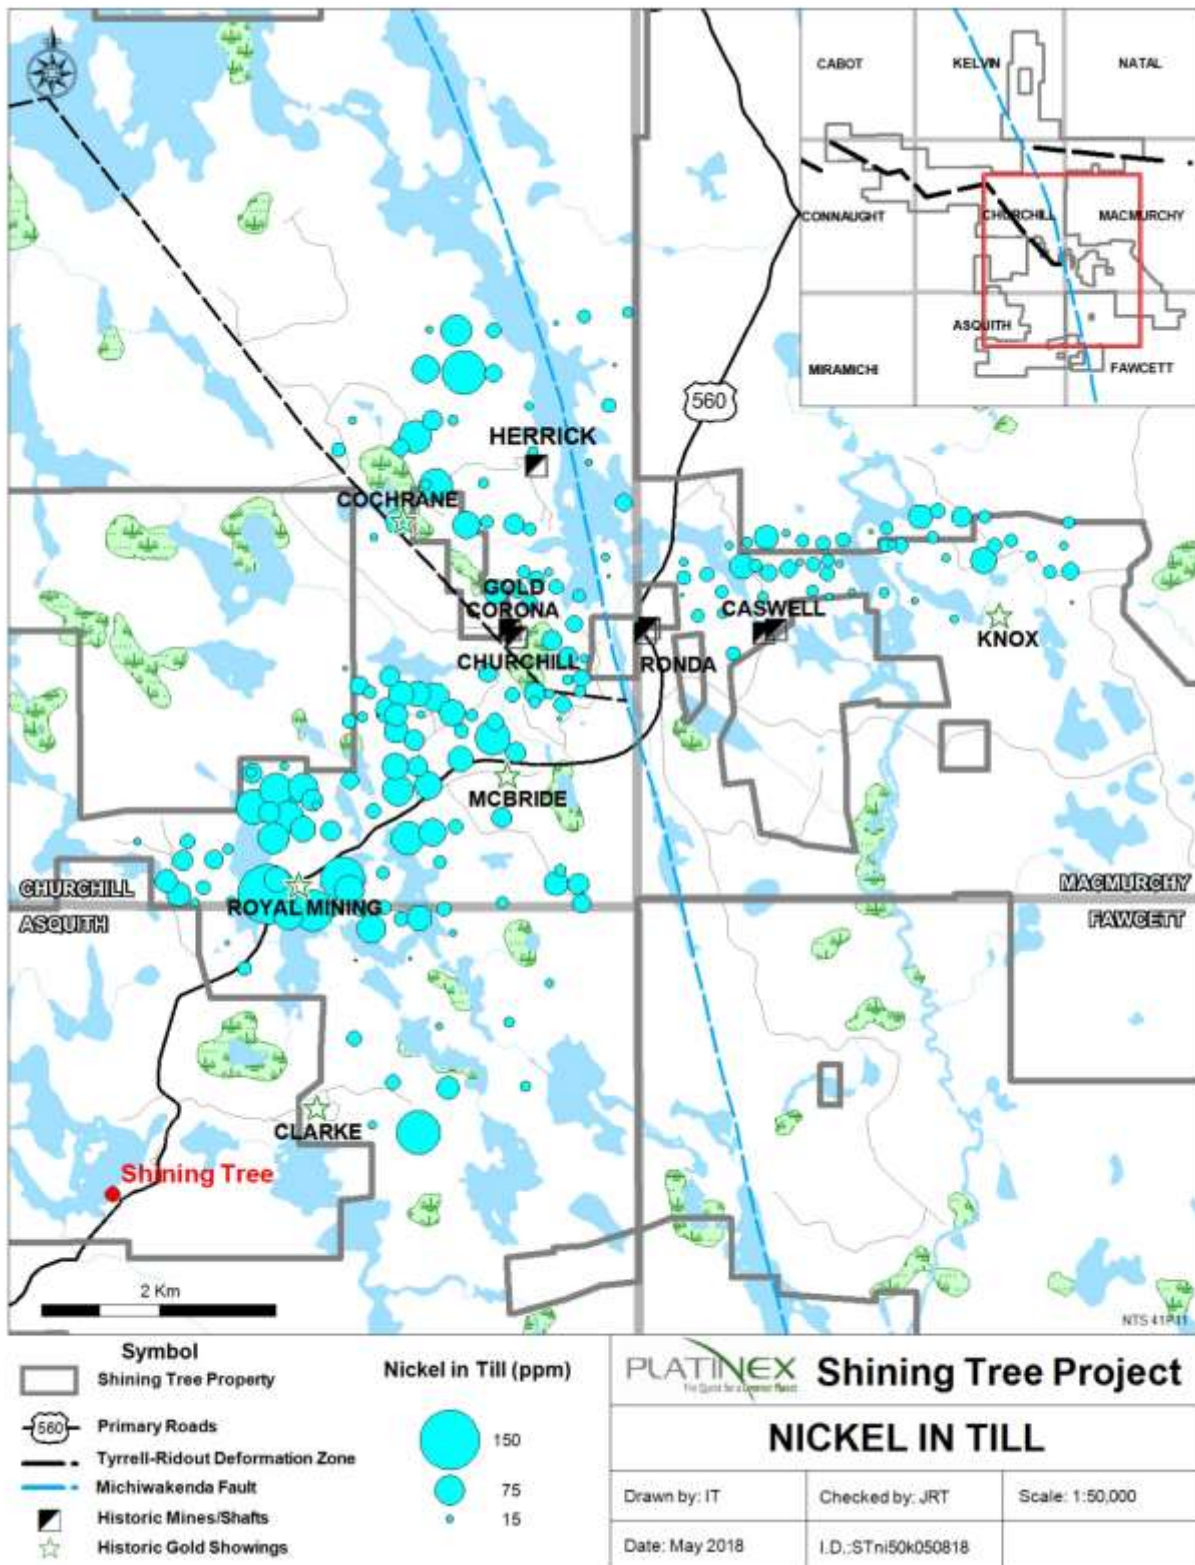 CABOT
KELVIN
NATAL
CONNAUGHT
CHURCHILL
MACMURCHY
ASQUITH
MIRAMICHI
FAWCETT
560
HERRICK
COCHRANE
GOLD
CORONA
CASWELL
CHURCHILL
RONDA
KNOX
MCBRIDE
CHURCHILL
MACMURCHY
ROYAL MINING
ASQUITH
FAWCETT
CLARKE
Shining Tree
2 Km
NTS 41P11
Symbol
Shining Tree Property
560
Primary Roads
Tyrrell-Ridout Deformation Zone
Michiwakenda Fault
Historic Mines/Shafts
Historic Gold Showings
Nickel in Till (ppm)
150
75
15
PLATINEX
Shining Tree Project
NICKEL IN TILL
Drawn by: IT
Checked by: JRT
Scale: 1:50,000
Date: May 2018
I.D.:STni50k050818